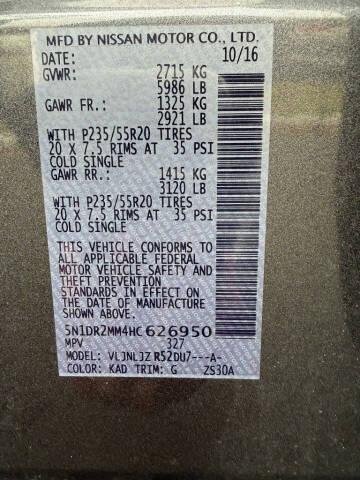 MFD BY NISSAN MOTOR CO., LTD.
DATE: 10/16
GVWR: 2715 KG
5986 LB
GAWR FR.: 1325 KG
2921 LB
WITH P235/55R20 TIRES
20 X 7.5 RIMS AT 35 PSI
COLD SINGLE
GAWR RR.: 1415 KG
3120 LB
WITH P235/55R20 TIRES
20 X 7.5 RIMS AT 35 PSI
COLD SINGLE
THIS VEHICLE CONFORMS TO
ALL APPLICABLE FEDERAL
MOTOR VEHICLE SAFETY AND
THEFT PREVENTION
STANDARDS IN EFFECT ON
THE DATE OF MANUFACTURE
SHOWN ABOVE.
5N1DR2MM4HC626950
MPV 327
MODEL: VLJNLJZ R52DU7---A-
COLOR: KAD TRIM: G ZS30A